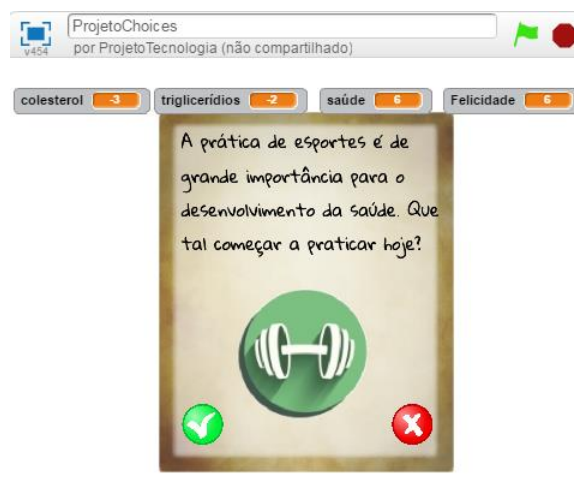 ProjetoChoices
v454
por ProjetoTecnologia (não compartilhado)
colesterol -3 triglicerídios -2 saúde 6 Felicidade 6
A prática de esportes é de
grande importância para o
desenvolvimento da saúde. Que
tal começar a praticar hoje?